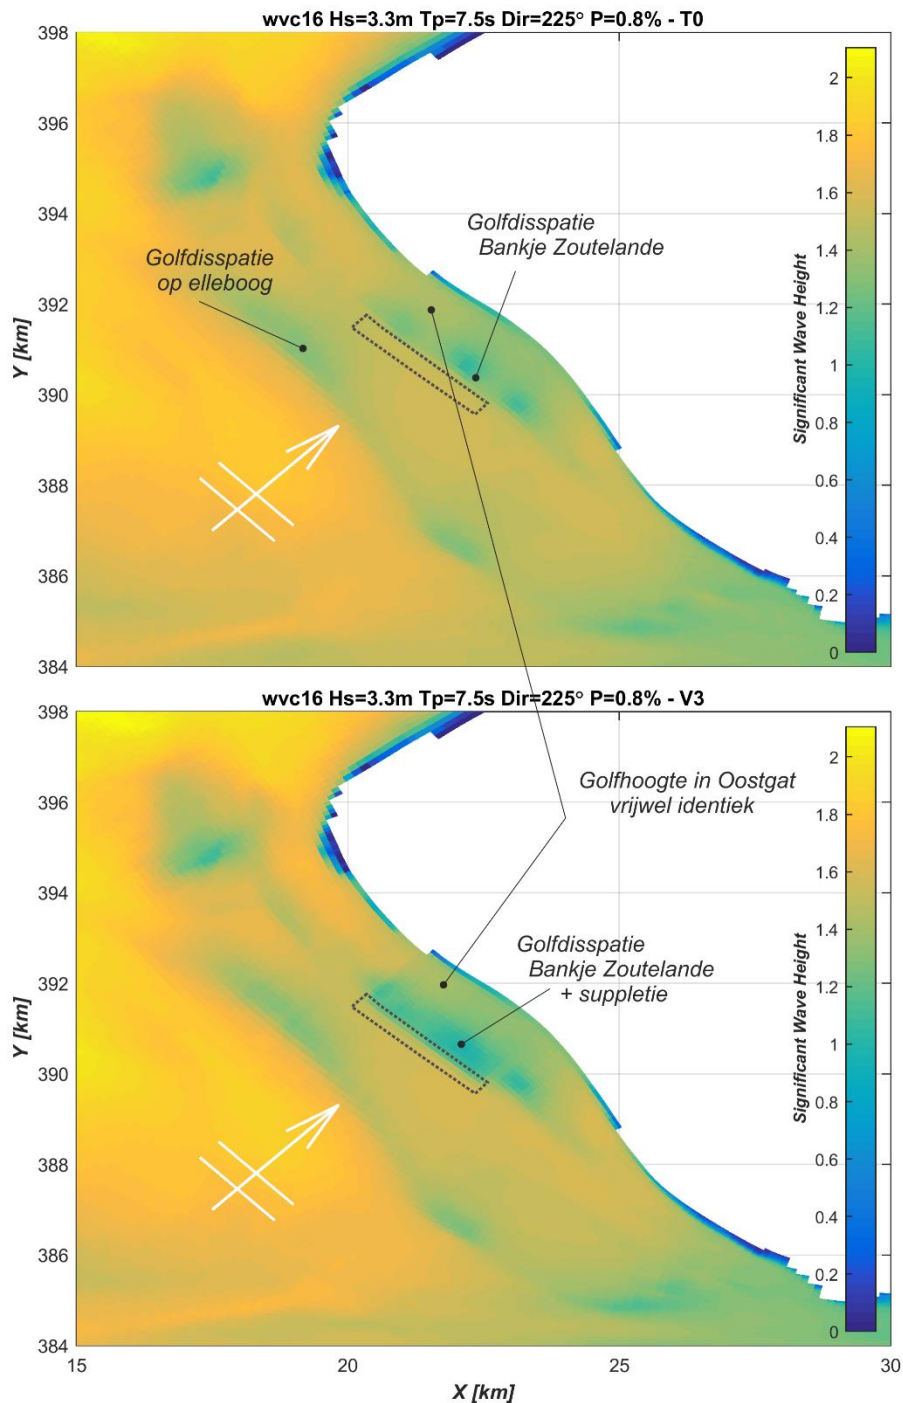 wvc16 Hs=3.3m Tp=7.5s Dir=225° P=0.8% - T0
398
396
394
392
390
388
386
384
Y [km]
Golfdisspatie
Bankje Zoutelande
Golfdisspatie
op elleboog
Significant Wave Height
2
1.8
1.6
1.4
1.2
1
0.8
0.6
0.4
0.2
0
wvc16 Hs=3.3m Tp=7.5s Dir=225° P=0.8% - V3
398
396
394
392
390
388
386
384
Y [km]
Golfhoogte in Oostgat
vrijwel identiek
Golfdisspatie
Bankje Zoutelande
+ suppletie
Significant Wave Height
2
1.8
1.6
1.4
1.2
1
0.8
0.6
0.4
0.2
0
15
20
25
30
X [km]